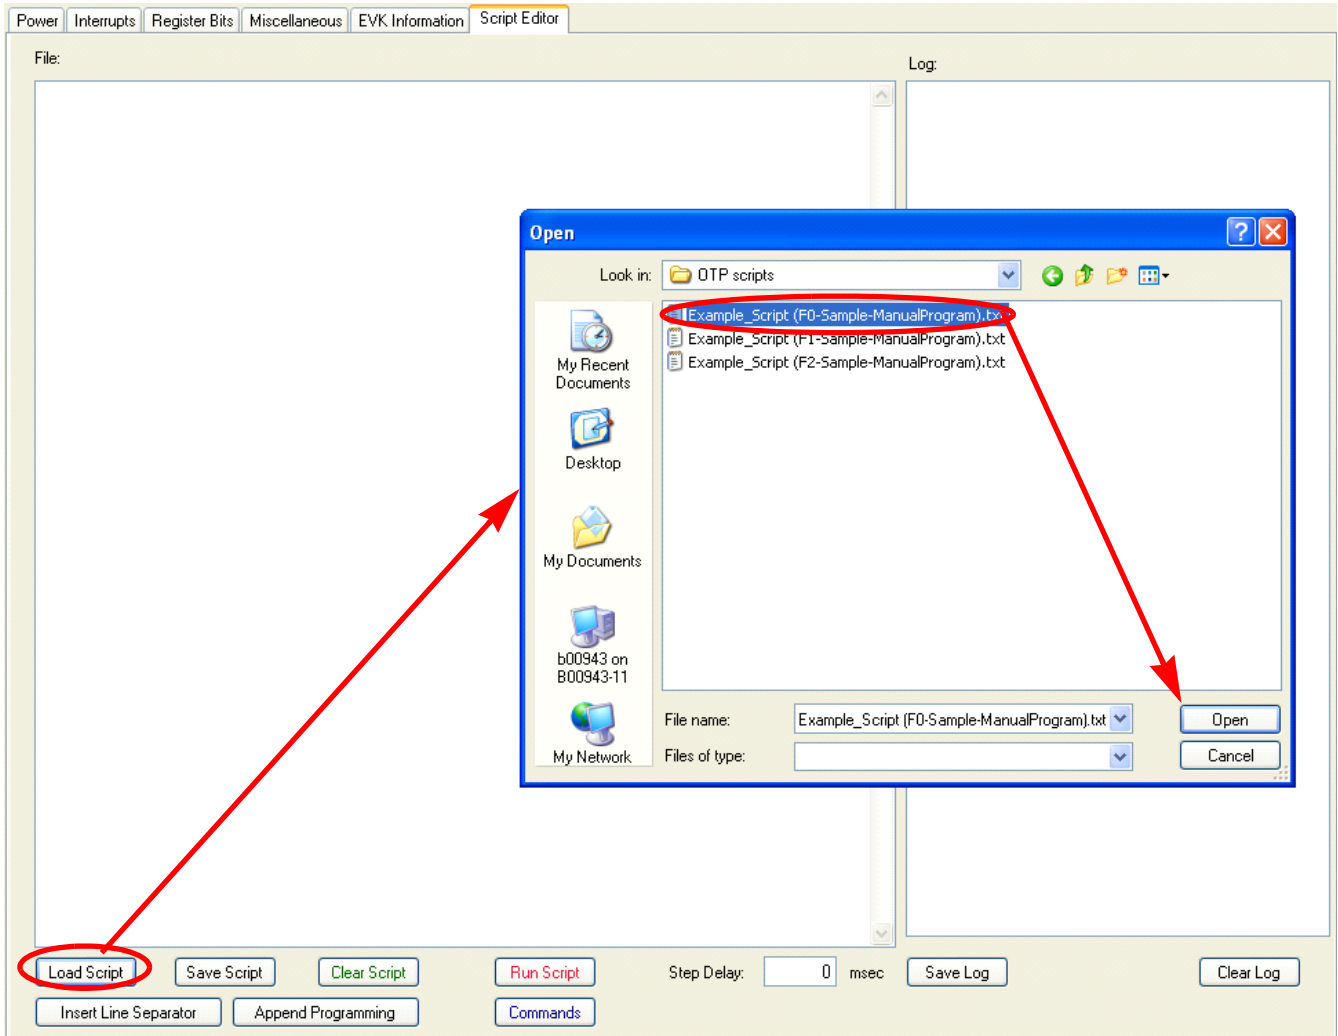 Power Interrupts Register Bits Miscellaneous EVK Information Script Editor
File:
Log:
Open
Look in: OTP scripts
Example_Script (F0-Sample-ManualProgram).txt
Example_Script (F1-Sample-ManualProgram).txt
Example_Script (F2-Sample-ManualProgram).txt
My Recent
Documents
Desktop
My Documents
b00943 on
B00943-11
My Network
File name: Example_Script (F0-Sample-ManualProgram).txt Open
Files of type: Cancel
Load Script Save Script Clear Script Run Script Step Delay: 0 msec Save Log Clear Log
Insert Line Separator Append Programming Commands